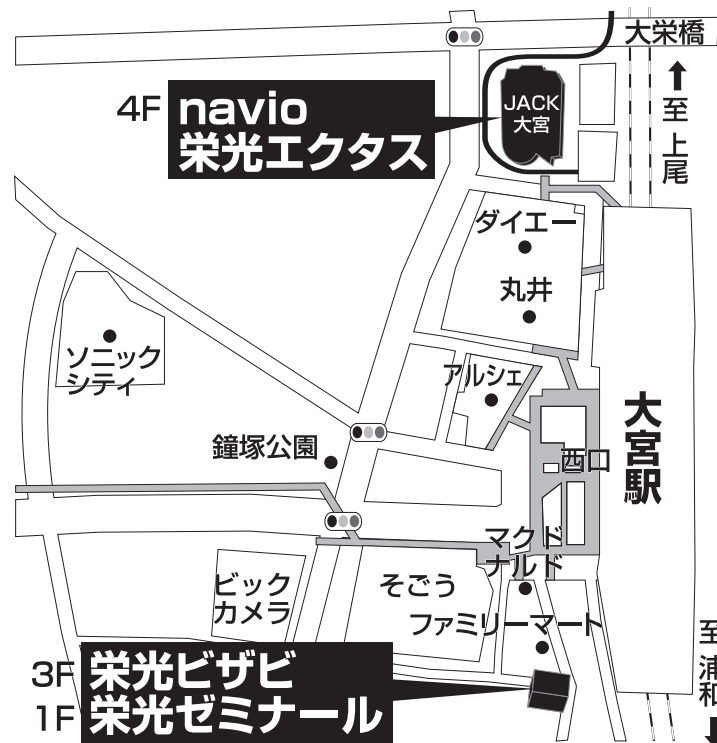 大栄橋
至 上尾
4F navio
栄光エクタス
JACK
大宮
ダイエー
丸井
ソニック
シティ
アルシェ
大宮駅
西口
鐘塚公園
マクド
ナルド
ビック
カメラ
そごう
ファミリーマート
至 浦和
3F 栄光ビザビ
1F 栄光ゼミナール